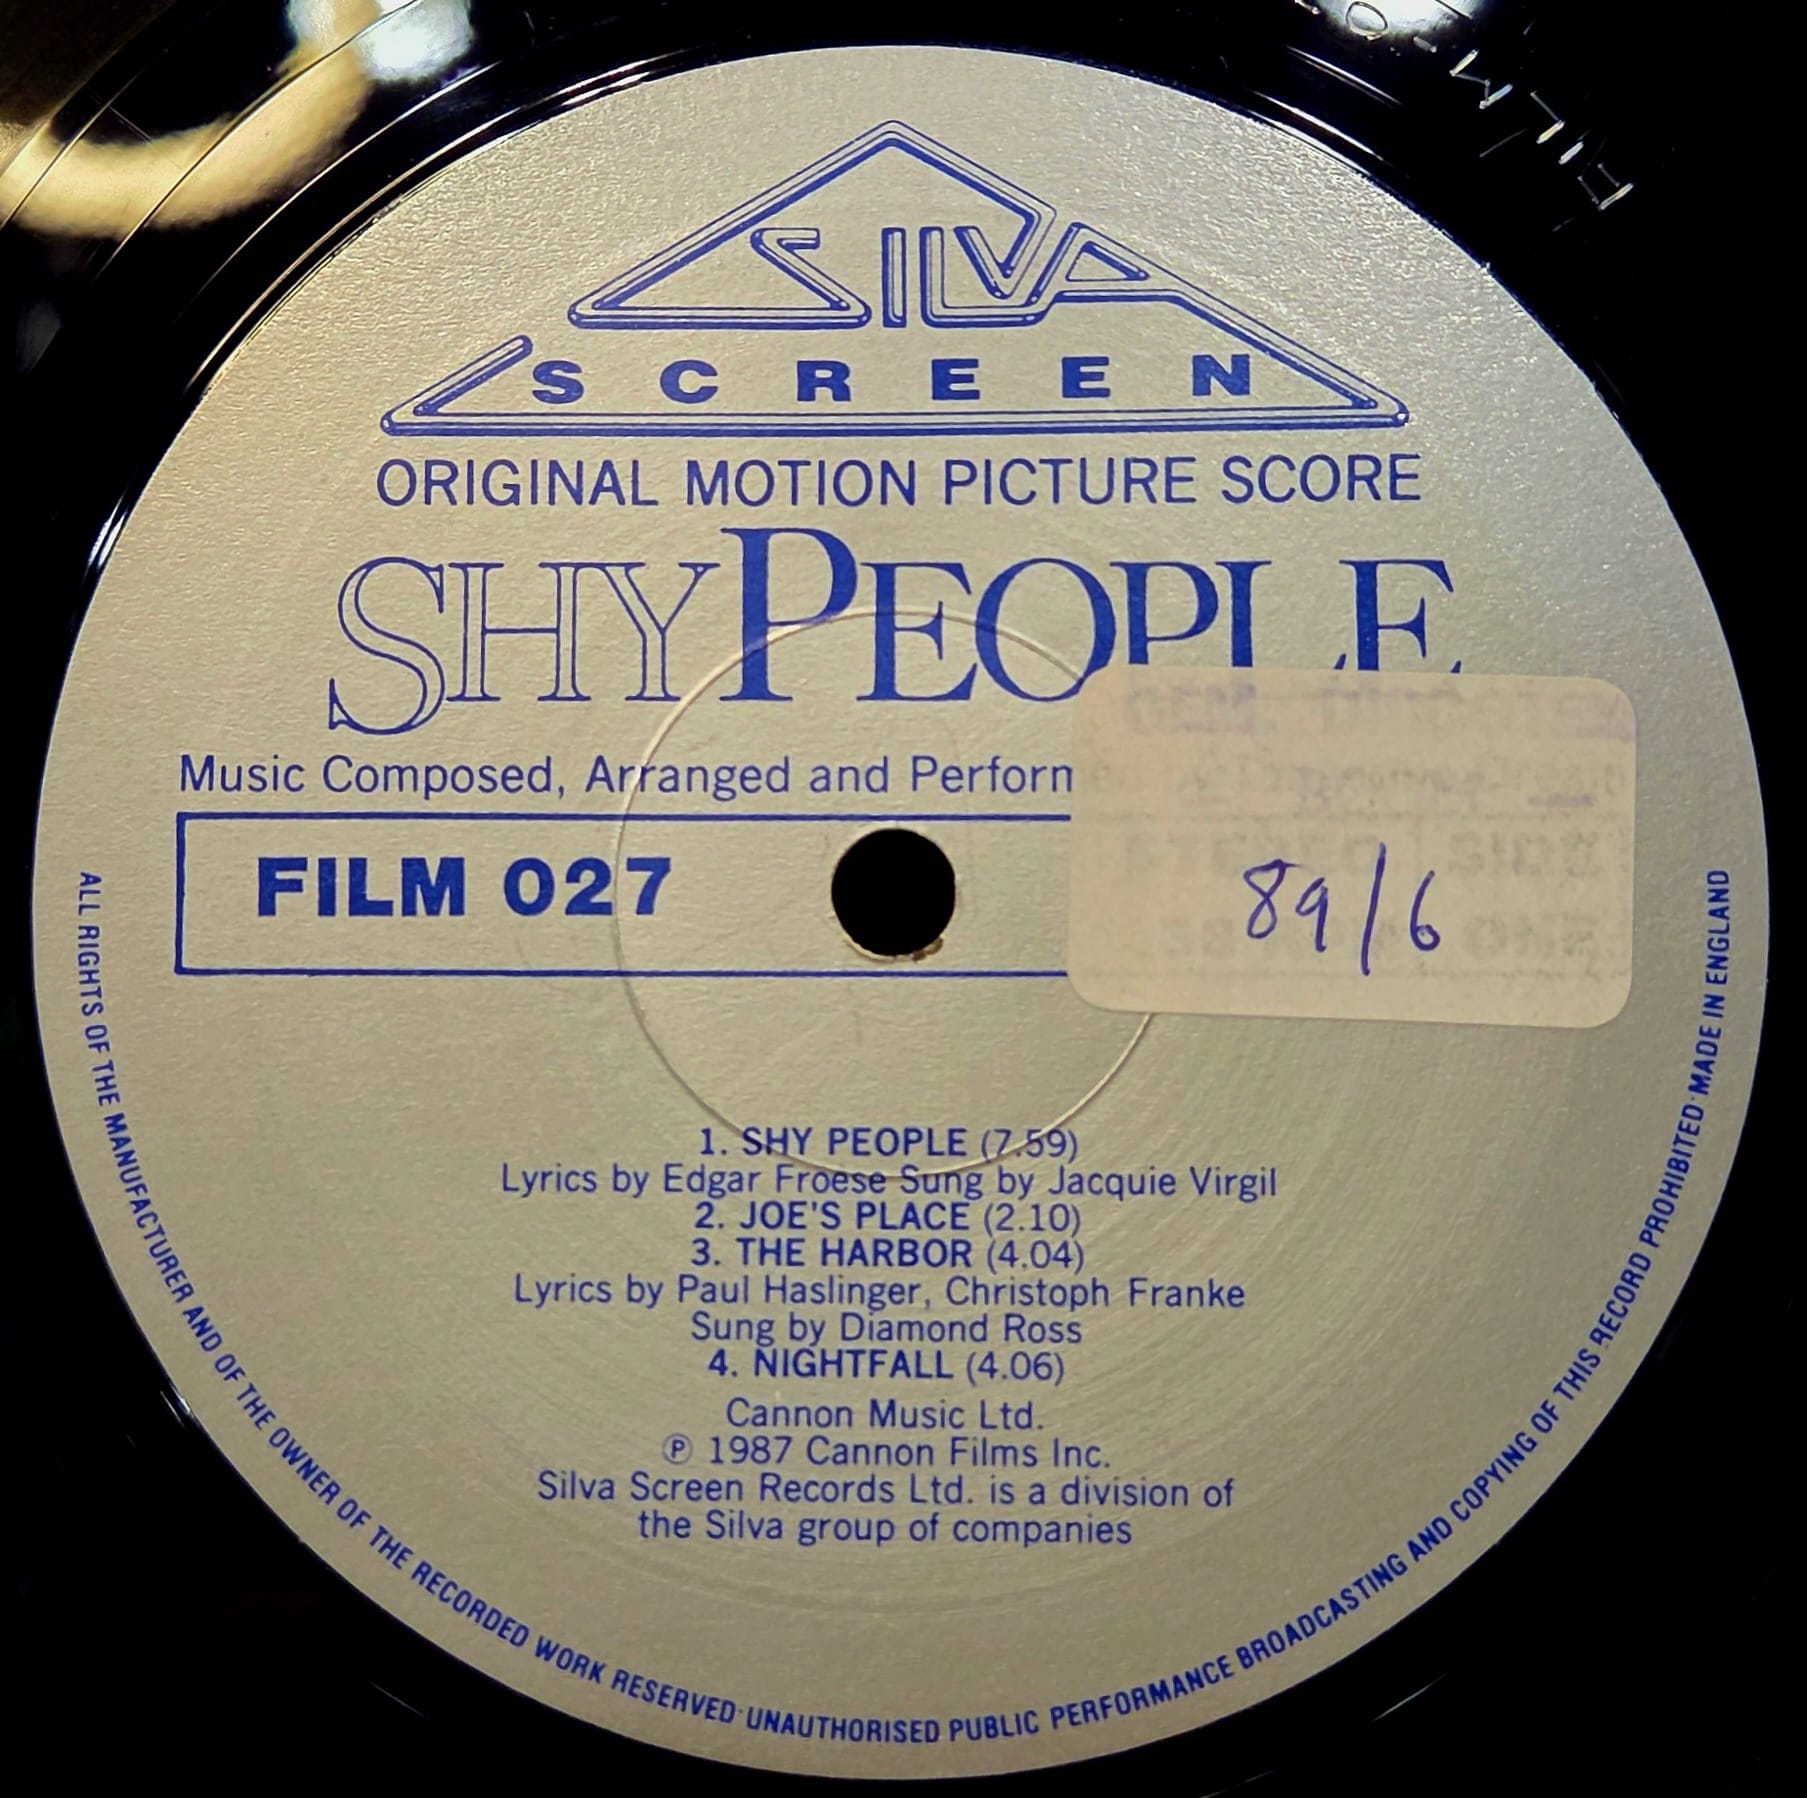 SILVA
SCREEN
ORIGINAL MOTION PICTURE SCORE
SHY PEOPLE
Music Composed, Arranged and Perform
FILM 027
89/6
1. SHY PEOPLE (7.59)
Lyrics by Edgar Froese Sung by Jacquie Virgil
2. JOE'S PLACE (2.10)
3. THE HARBOR (4.04)
Lyrics by Paul Haslinger, Christoph Franke
Sung by Diamond Ross
4. NIGHTFALL (4.06)
Cannon Music Ltd.
℗ 1987 Cannon Films Inc.
Silva Screen Records Ltd. is a division of
the Silva group of companies
ALL RIGHTS OF THE MANUFACTURER AND OF THE OWNER OF THE RECORDED WORK RESERVED·UNAUTHORISED PUBLIC PERFORMANCE BROADCASTING AND COPYING OF THIS RECORD PROHIBITED·MADE IN ENGLAND